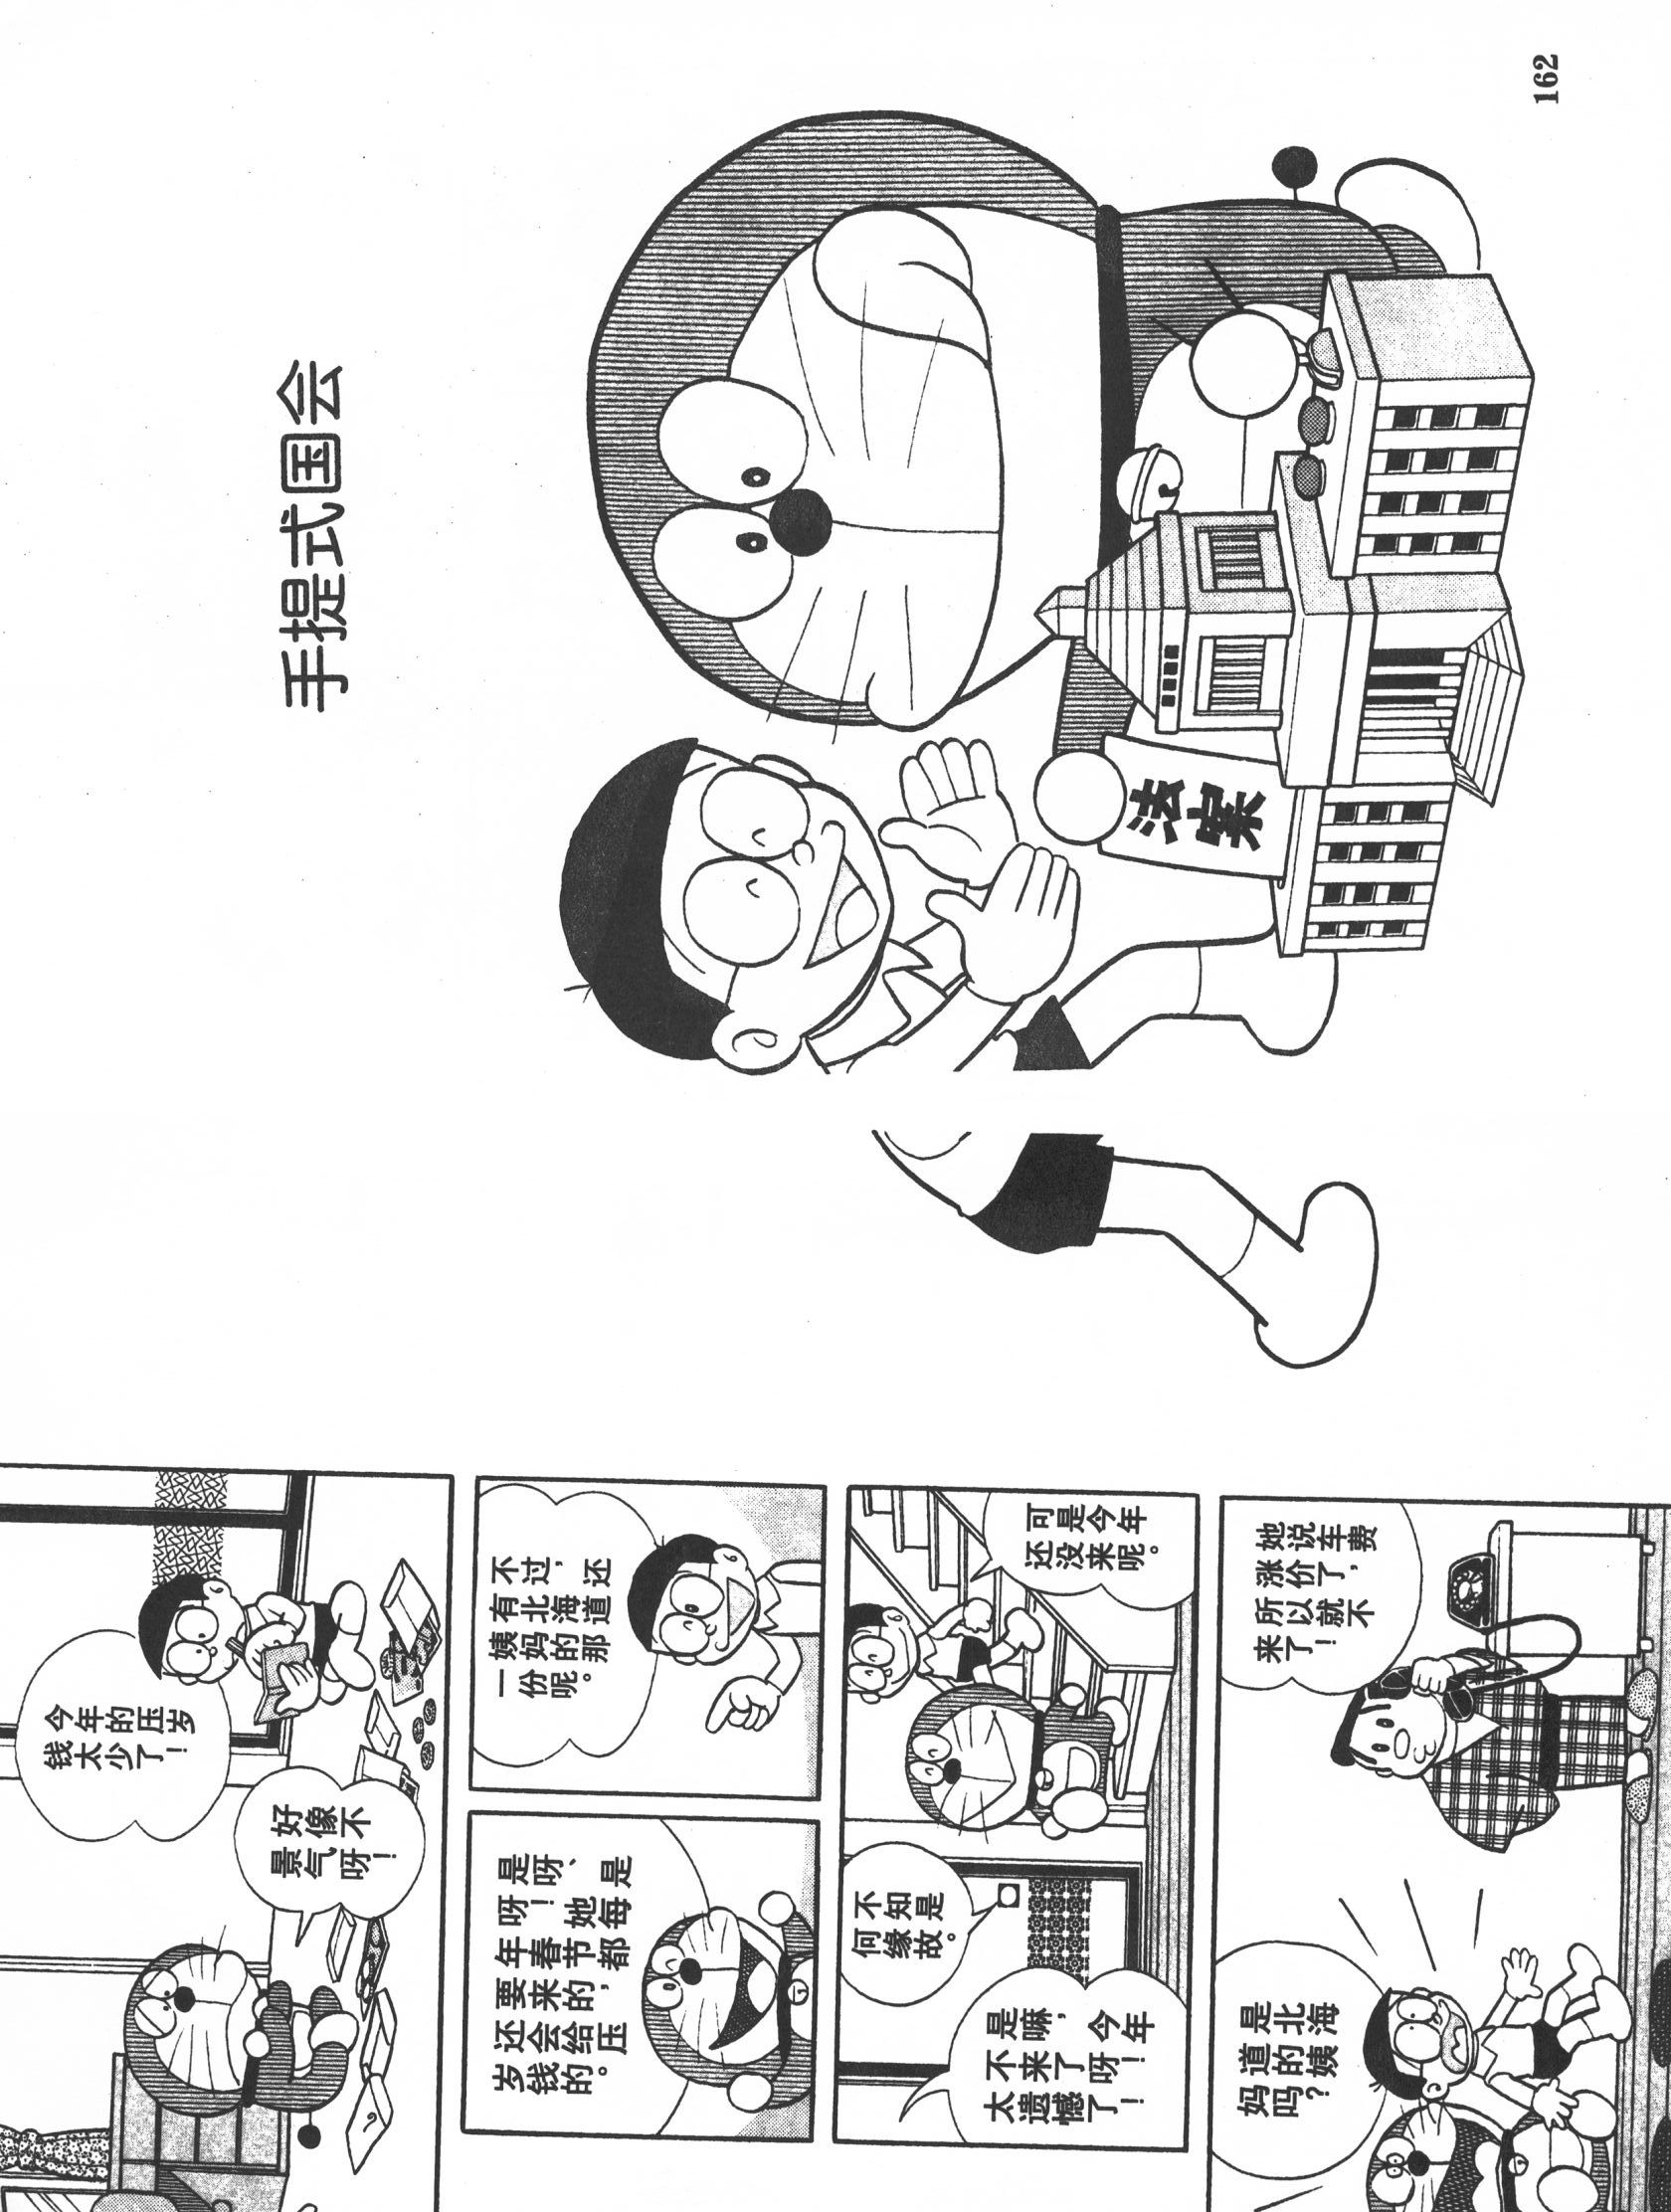 手提式国会
法案
162
今年的压岁
钱太少了!
好像不
景气呀!
不过,还
有北海道
姨妈的那
一份呢。
是呀、是
呀!她每
年春节都
要来的,
还会给压
岁钱的。
可是今年
还没来呢。
不知是
何缘故。
是嘛,今年
不来了呀!
太遗憾了!
她说车费
涨价了,
所以就不
来了!
是北海
道的姨
妈吗?